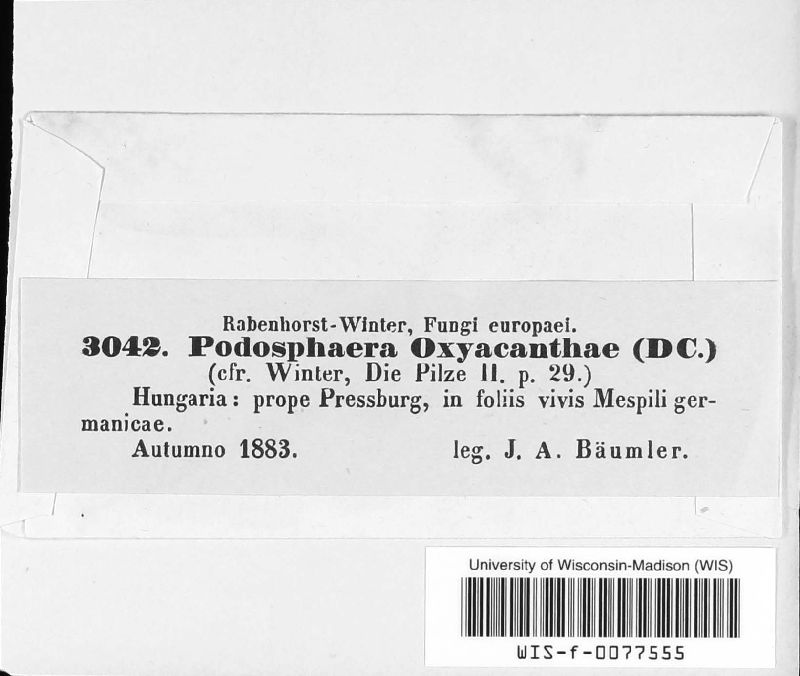 Rabenhorst-Winter, Fungi europaei.
3042. Podosphaera Oxyacanthae (DC.)
(cfr. Winter, Die Pilze II. p. 29.)
Hungaria: prope Pressburg, in foliis vivis Mespili ger-
manicae.
Autumno 1883. leg. J. A. Bäumler.
University of Wisconsin-Madison (WIS)
WIS-f-0077555